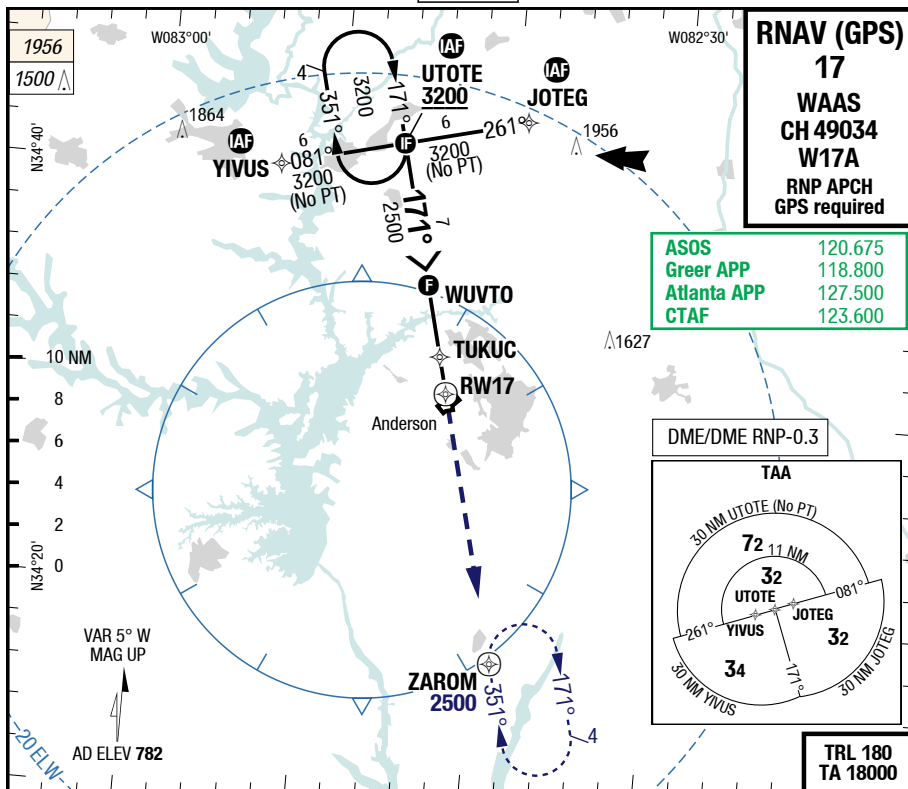 1956
1500
W083°00'
W082°30'
N34°40'
N34°20'
RNAV (GPS)
17
WAAS
CH 49034
W17A
RNP APCH
GPS required
ASOS 120.675
Greer APP 118.800
Atlanta APP 127.500
CTAF 123.600
IAF
UTOTE
3200
IAF
JOTEG
IAF
YIVUS
1864
1956
4
3200
351°
171°
6
081°
3200
(No PT)
IF
6
261°
3200
(No PT)
171°
2500
7
F
WUVTO
TUKUC
RW17
Anderson
1627
10 NM
8
6
4
2
0
DME/DME RNP-0.3
TAA
30 NM UTOTE (No PT)
72
11 NM
32
UTOTE
YIVUS
JOTEG
081°
261°
34
32
171°
30 NM YIVUS
30 NM JOTEG
VAR 5° W
MAG UP
AD ELEV 782
20 ELW
ZAROM
2500
351°
171°
4
TRL 180
TA 18000